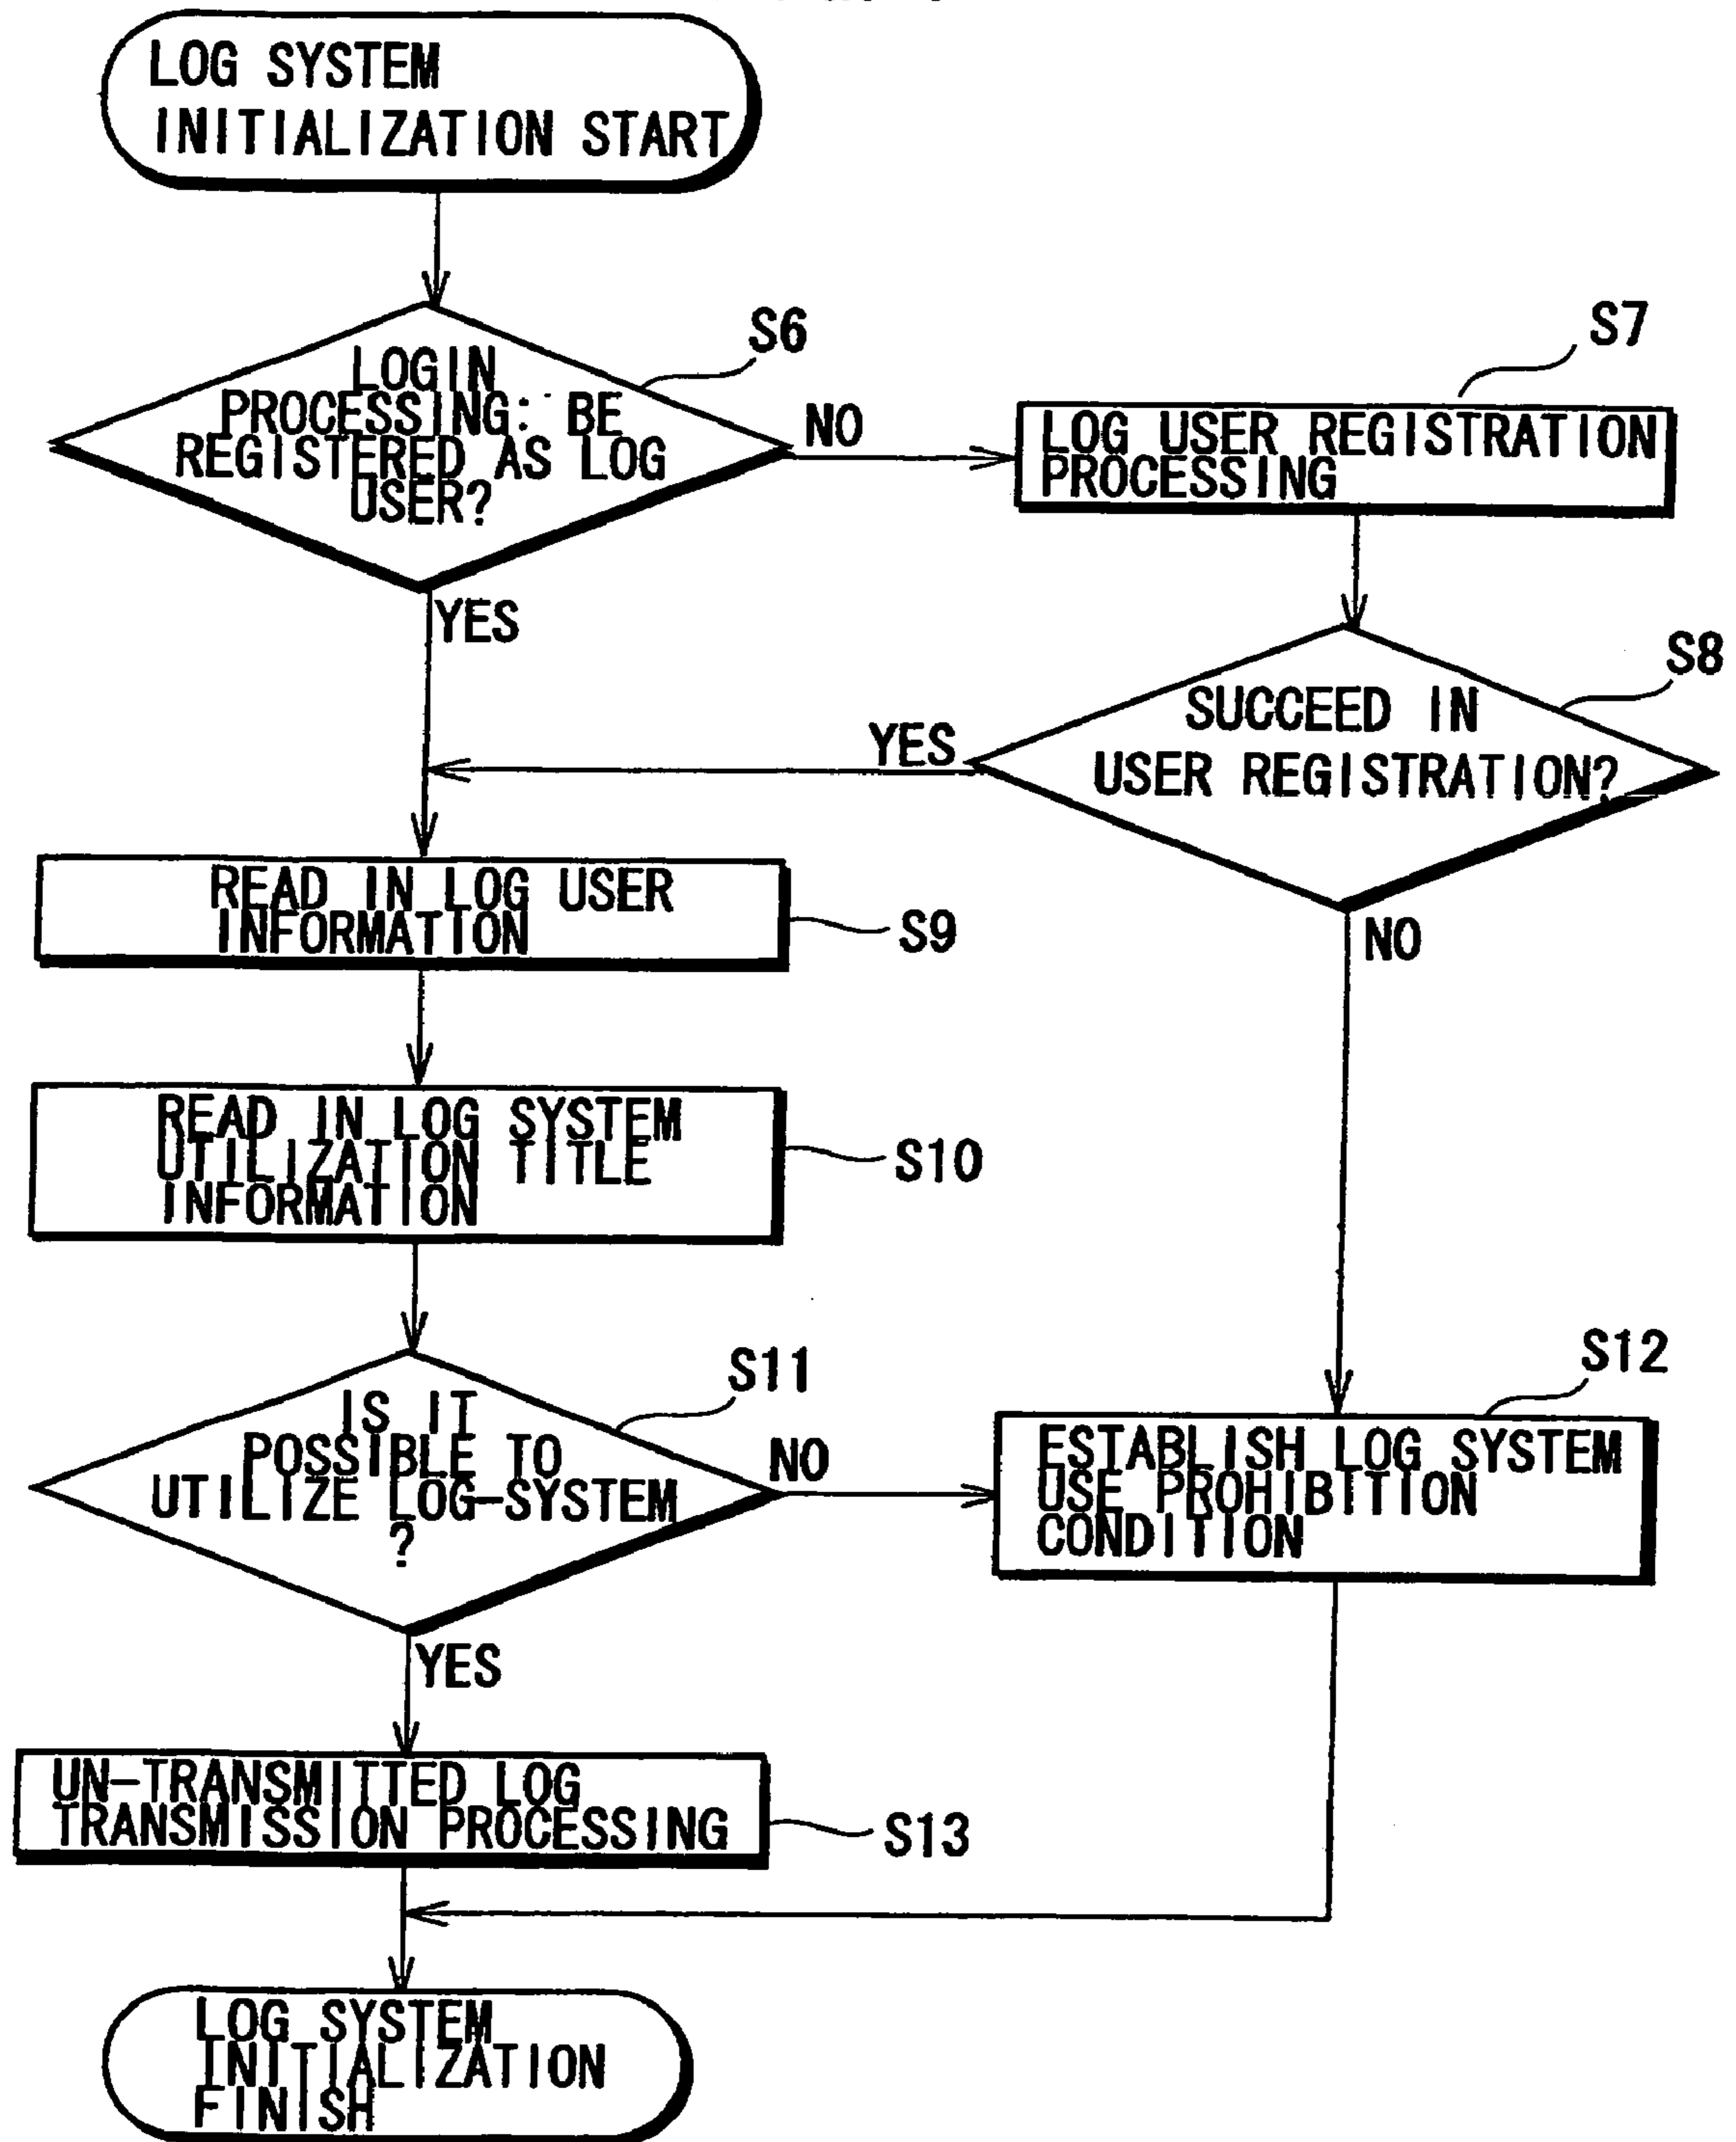 LOG SYSTEM
INITIALIZATION START
S6
LOGIN
PROCESSING: BE
REGISTERED AS LOG
USER?
NO
YES
S7
LOG USER REGISTRATION
PROCESSING
S8
SUCCEED IN
USER REGISTRATION?
YES
NO
READ IN LOG USER
INFORMATION
S9
READ IN LOG SYSTEM
UTILIZATION TITLE
INFORMATION
S10
S11
IS IT
POSSIBLE TO
UTILIZE LOG-SYSTEM
?
NO
YES
S12
ESTABLISH LOG SYSTEM
USE PROHIBITION
CONDITION
UN-TRANSMITTED LOG
TRANSMISSION PROCESSING
S13
LOG SYSTEM
INITIALIZATION
FINISH